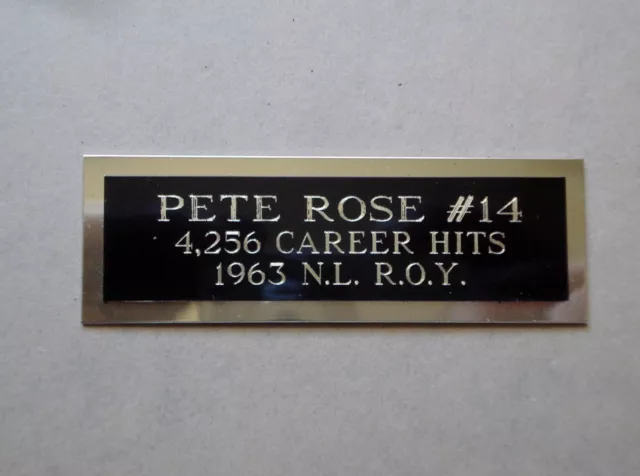 PETE ROSE #14
4,256 CAREER HITS
1963 N.L. R.O.Y.